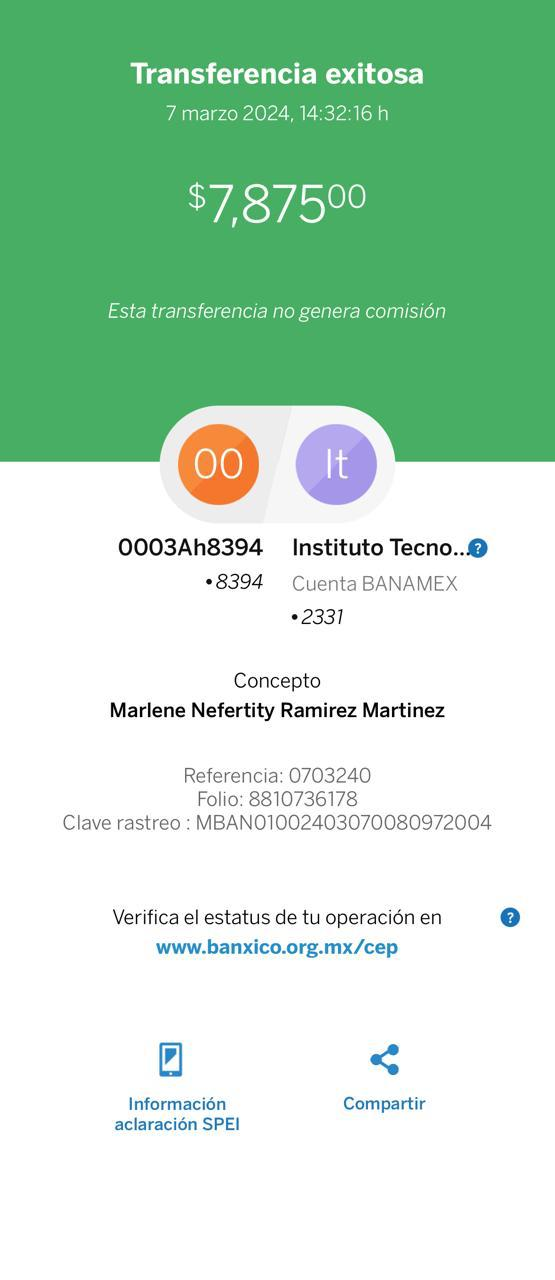 Transferencia exitosa
7 marzo 2024, 14:32:16 h
$7,875.00
Esta transferencia no genera comisión
00
It
0003Ah8394
Instituto Tecno...
?
•8394
Cuenta BANAMEX
•2331
Concepto
Marlene Nefertity Ramirez Martinez
Referencia: 0703240
Folio: 8810736178
Clave rastreo : MBAN01002403070080972004
Verifica el estatus de tu operación en
?
www.banxico.org.mx/cep
Información
aclaración SPEI
Compartir